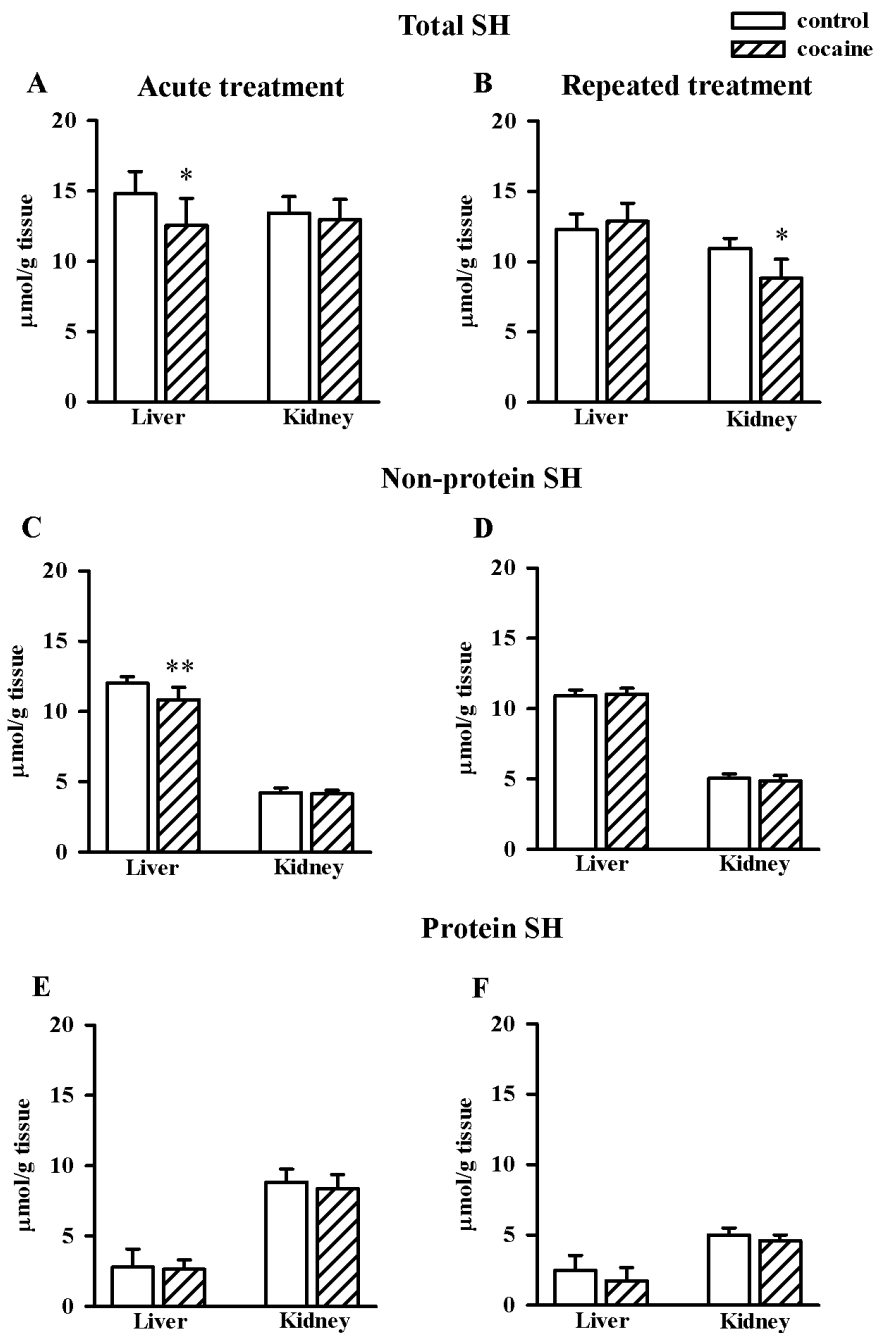 Total SH
control
cocaine
A
Acute treatment
B
Repeated treatment
20
15
10
5
0
μmol/g tissue
*
Liver
Kidney
20
15
10
5
0
μmol/g tissue
*
Liver
Kidney
Non-protein SH
C
D
20
15
10
5
0
μmol/g tissue
**
Liver
Kidney
20
15
10
5
0
μmol/g tissue
Liver
Kidney
Protein SH
E
F
20
15
10
5
0
μmol/g tissue
Liver
Kidney
20
15
10
5
0
μmol/g tissue
Liver
Kidney